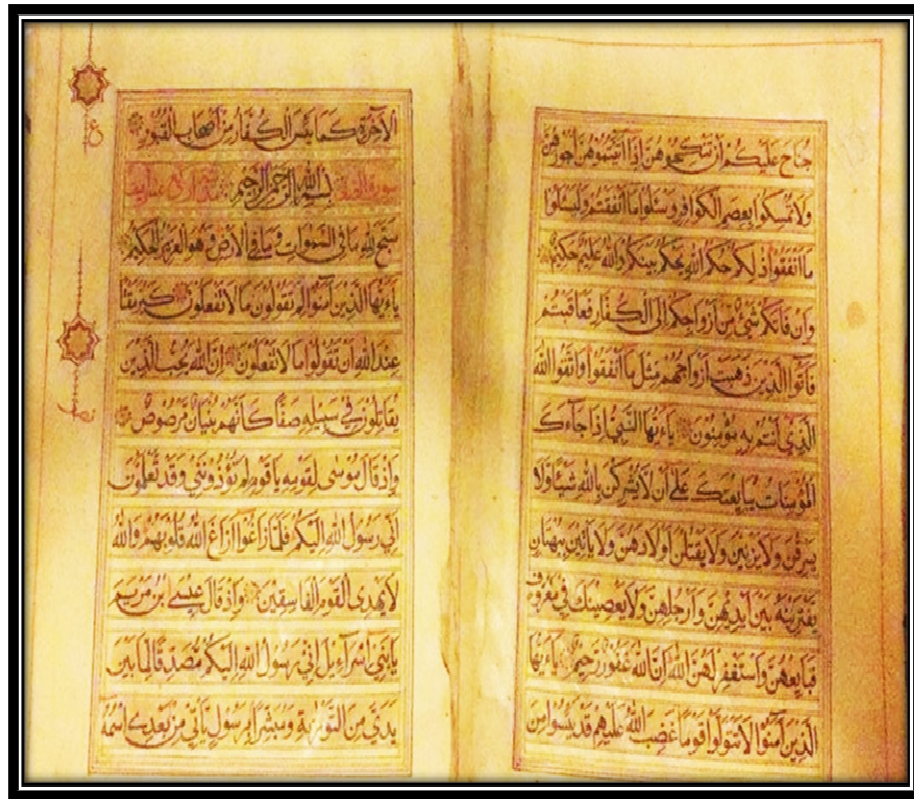 جناح عليكم أن تنكحوهن إذا آتيتموهن أجورهن
ولا تمسكوا بعصم الكوافر وسئلوا ما أنفقتم وليسئلوا
ما أنفقوا ذلكم حكم الله يحكم بينكم والله عليم حكيم
وإن فاتكم شيء من أزواجكم إلى الكفار فعاقبتم
فآتوا الذين ذهبت أزواجهم مثل ما أنفقوا واتقوا الله
الذي أنتم به مؤمنون يا أيها النبي إذا جاءك
المؤمنات يبايعنك على أن لا يشركن بالله شيئا ولا
يسرقن ولا يزنين ولا يقتلن أولادهن ولا يأتين ببهتان
يفترينه بين أيديهن وأرجلهن ولا يعصينك في معروف
فبايعهن واستغفر لهن الله إن الله غفور رحيم يا أيها
الذين آمنوا لا تتولوا قوما غضب الله عليهم قد يئسوا من
الآخرة كما يئس الكفار من أصحاب القبور
بسم الله الرحمن الرحيم
سبح لله ما في السموات وما في الأرض وهو العزيز الحكيم
يا أيها الذين آمنوا لم تقولون ما لا تفعلون كبر مقتا
عند الله أن تقولوا ما لا تفعلون إن الله يحب الذين
يقاتلون في سبيله صفا كأنهم بنيان مرصوص
وإذ قال موسى لقومه يا قوم لم تؤذونني وقد تعلمون
أني رسول الله إليكم فلما زاغوا أزاغ الله قلوبهم والله
لا يهدى القوم الفاسقين وإذ قال عيسى ابن مريم
يا بني إسرآءيل إني رسول الله إليكم مصدقا لما بين
يدي من التوراية ومبشرا برسول يأتي من بعدي اسمه
ع
نصف